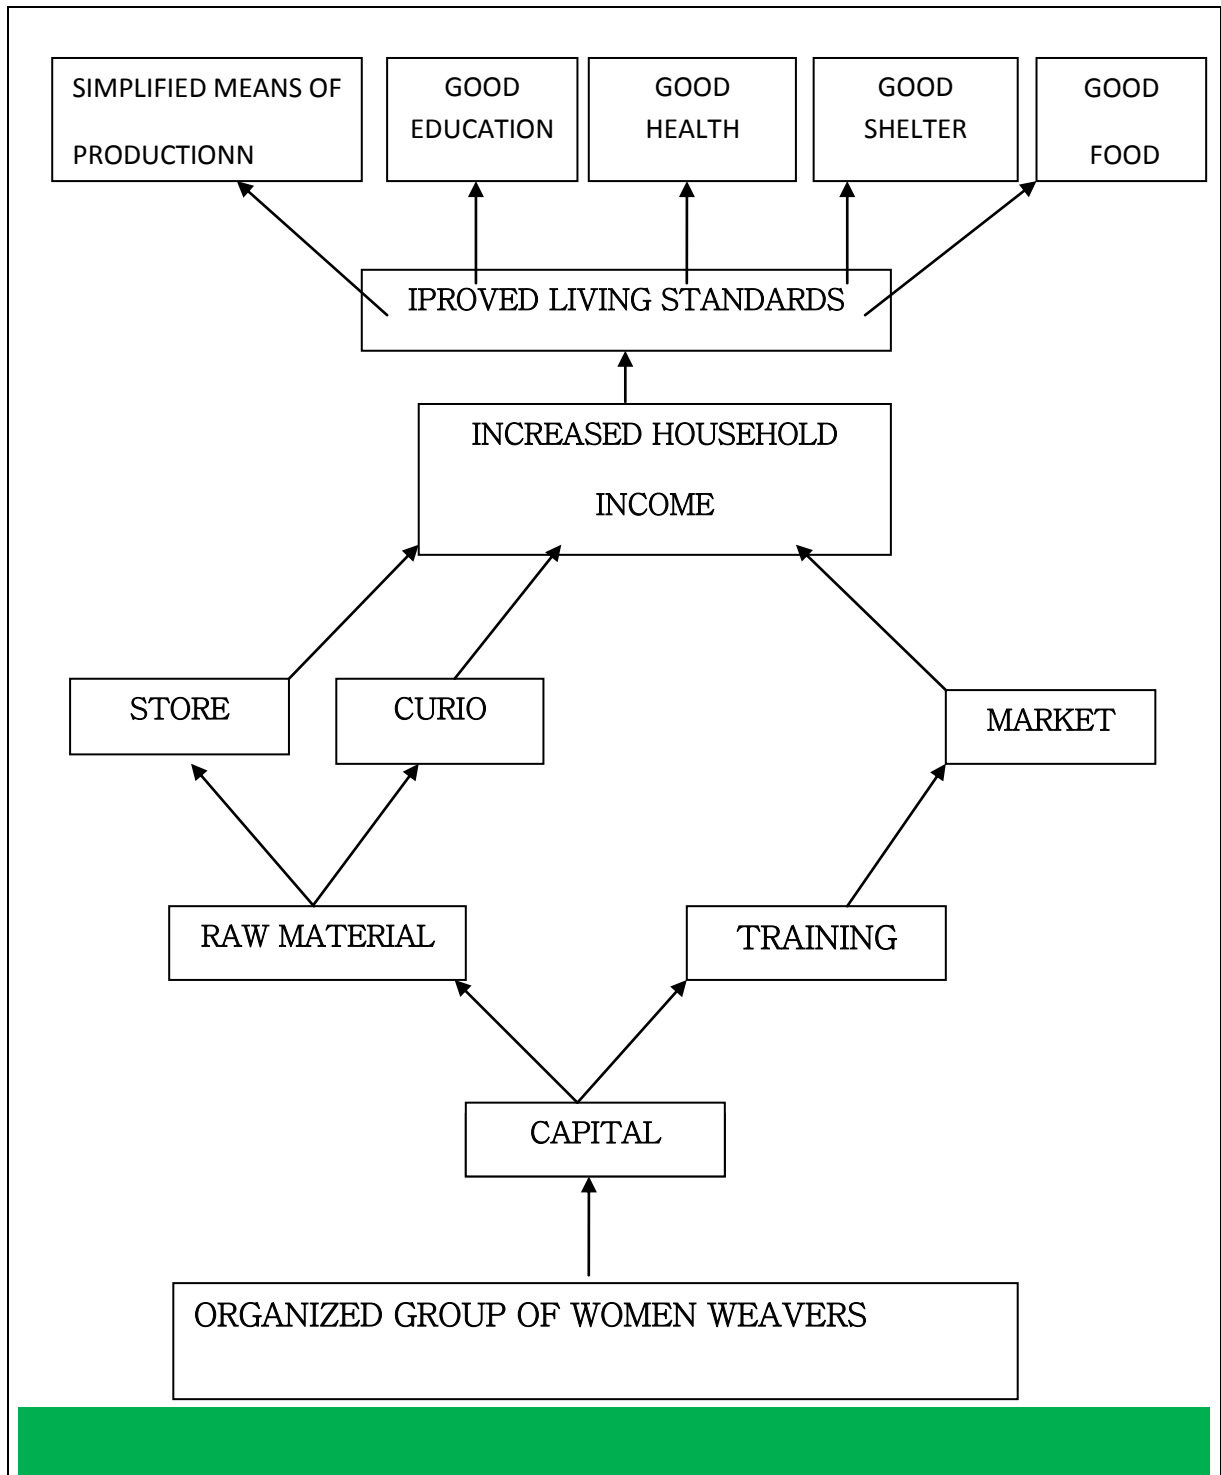 SIMPLIFIED MEANS OF
PRODUCTIONN
GOOD
EDUCATION
GOOD
HEALTH
GOOD
SHELTER
GOOD
FOOD
IPROVED LIVING STANDARDS
INCREASED HOUSEHOLD
INCOME
STORE
CURIO
MARKET
RAW MATERIAL
TRAINING
CAPITAL
ORGANIZED GROUP OF WOMEN WEAVERS